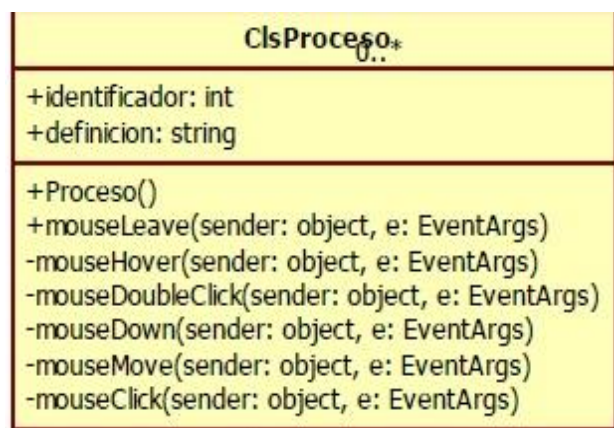 ClsProceso
0..*
+identificador: int
+definicion: string
+Proceso()
+mouseLeave(sender: object, e: EventArgs)
-mouseHover(sender: object, e: EventArgs)
-mouseDoubleClick(sender: object, e: EventArgs)
-mouseDown(sender: object, e: EventArgs)
-mouseMove(sender: object, e: EventArgs)
-mouseClick(sender: object, e: EventArgs)